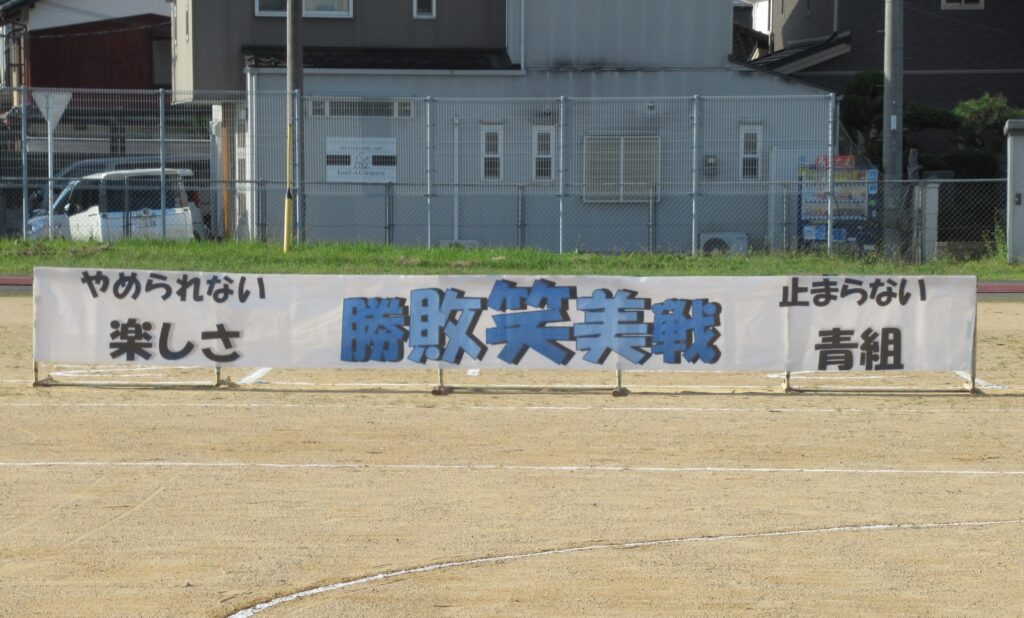 やめられない
楽しさ
勝敗笑美戦
止まらない
青組